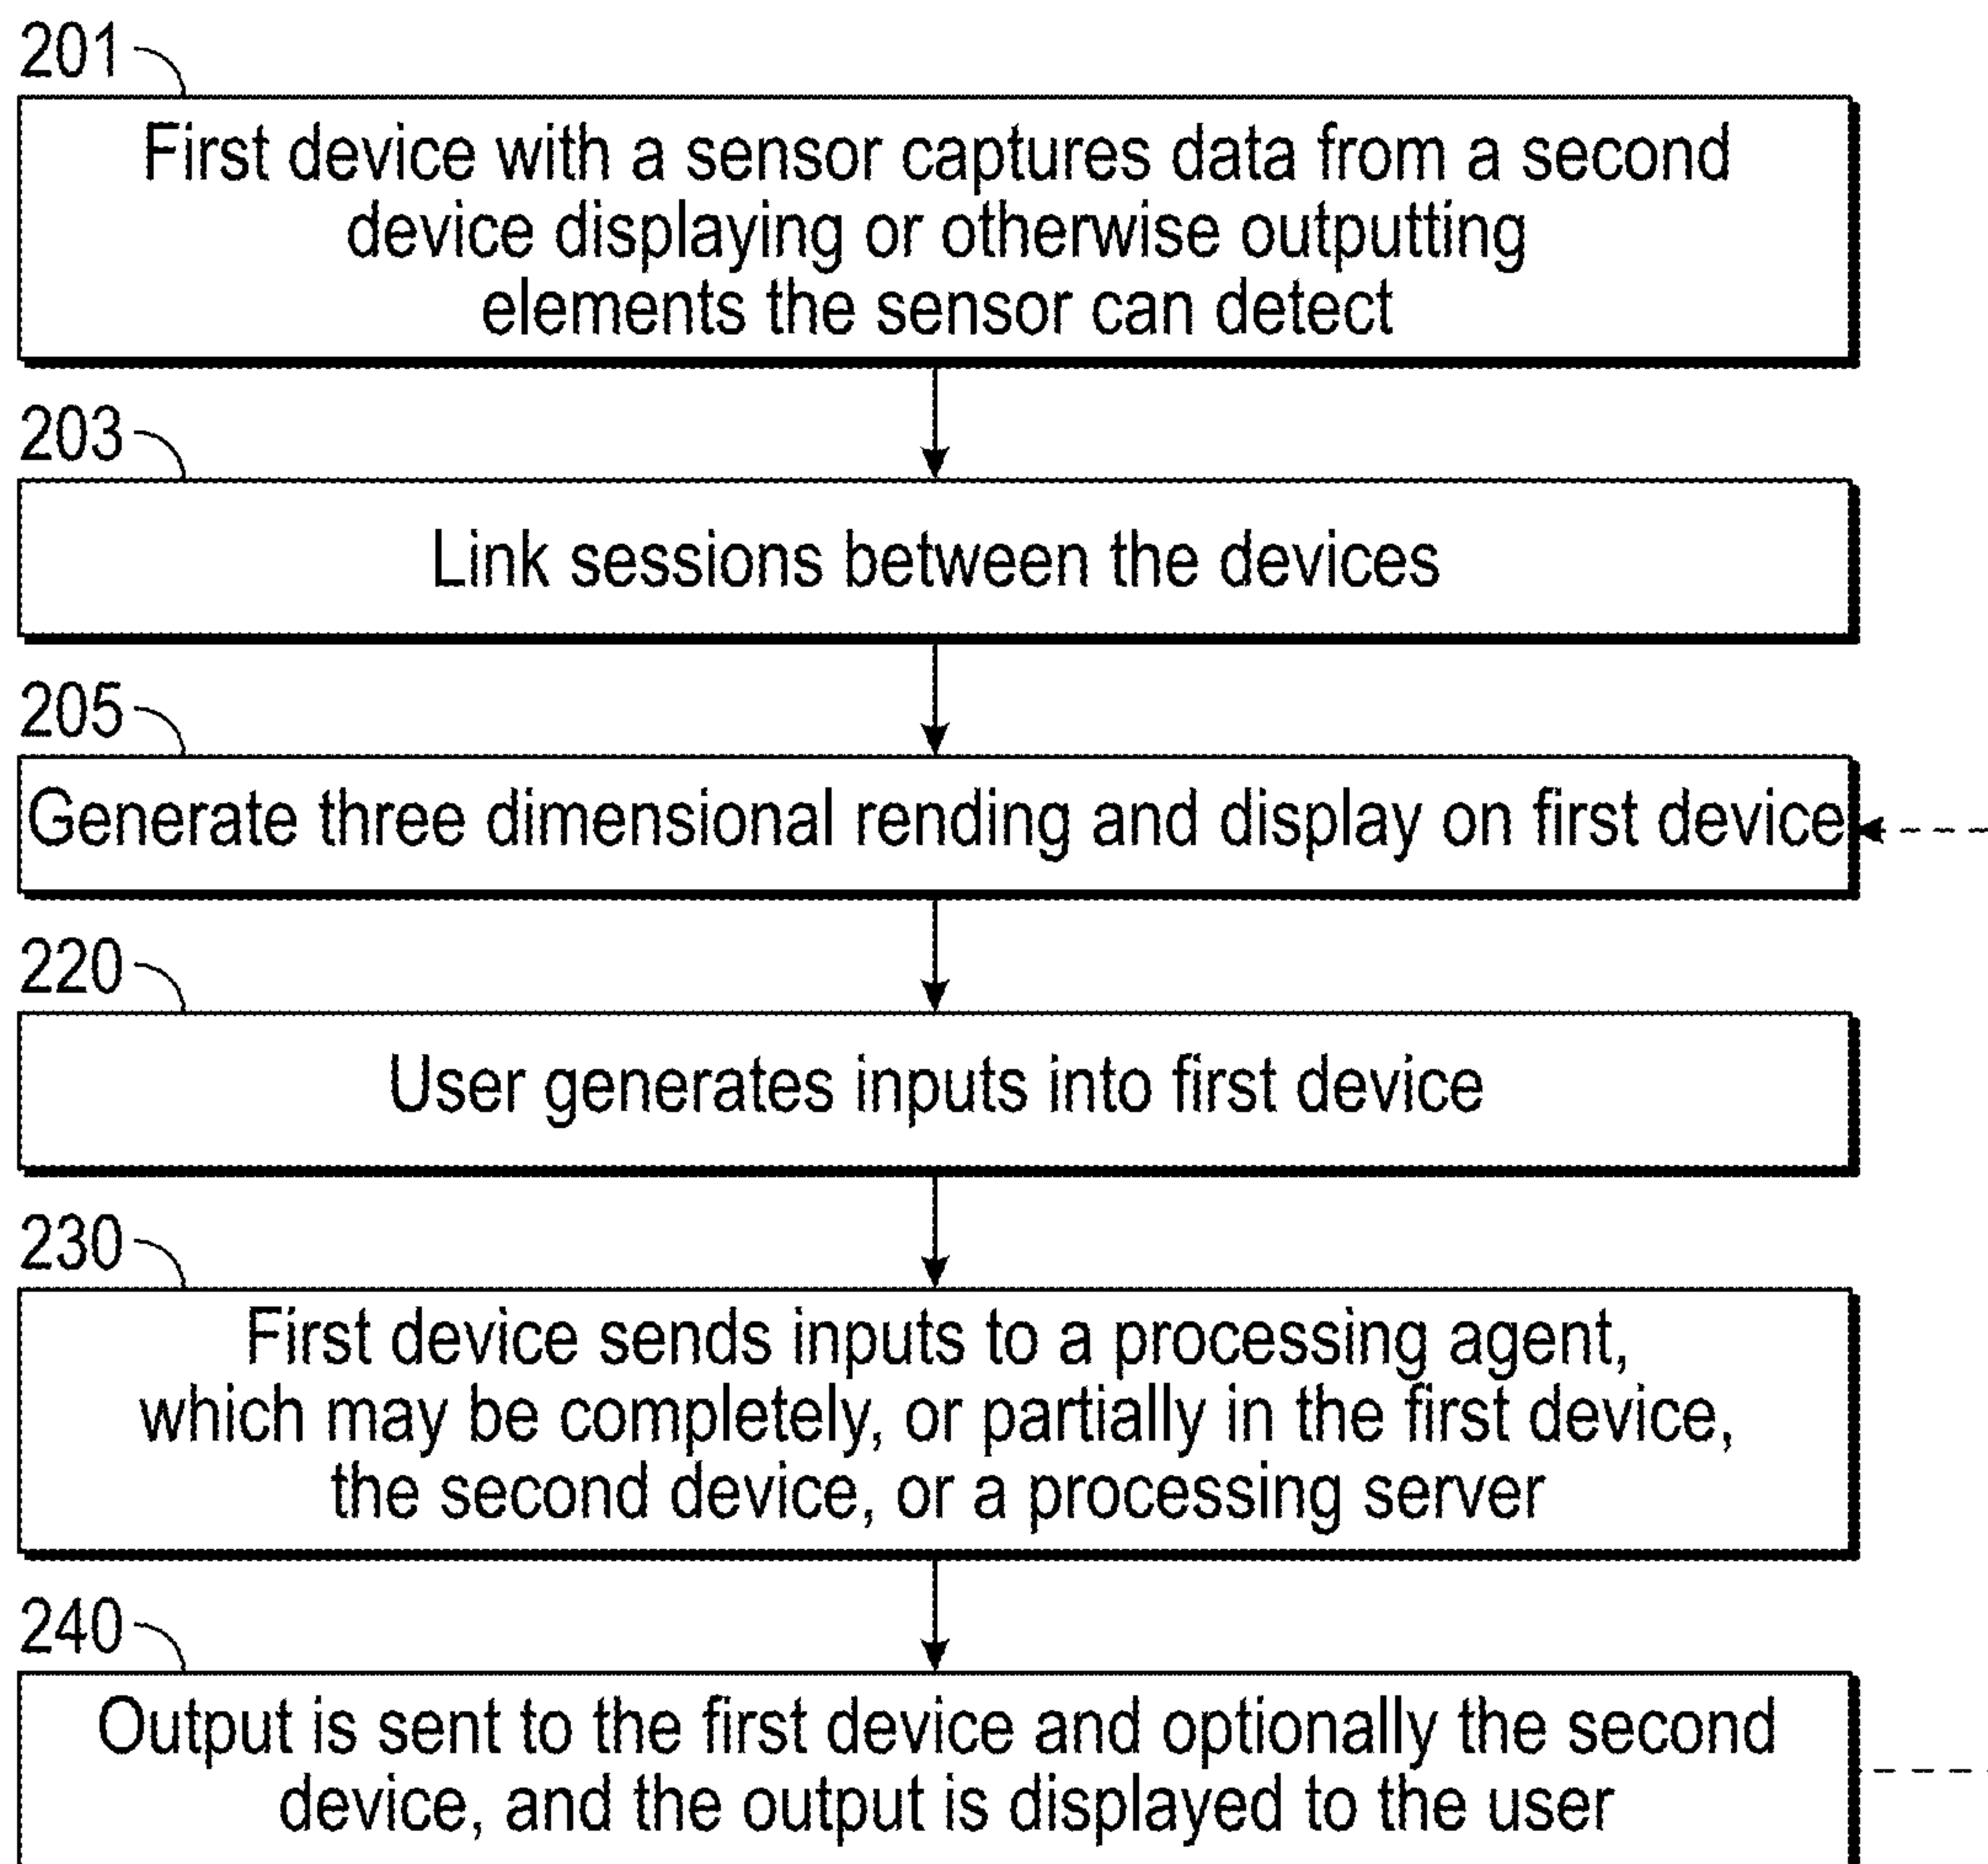 201
First device with a sensor captures data from a second
device displaying or otherwise outputting
elements the sensor can detect
203
Link sessions between the devices
205
Generate three dimensional rending and display on first device
220
User generates inputs into first device
230
First device sends inputs to a processing agent,
which may be completely, or partially in the first device,
the second device, or a processing server
240
Output is sent to the first device and optionally the second
device, and the output is displayed to the user